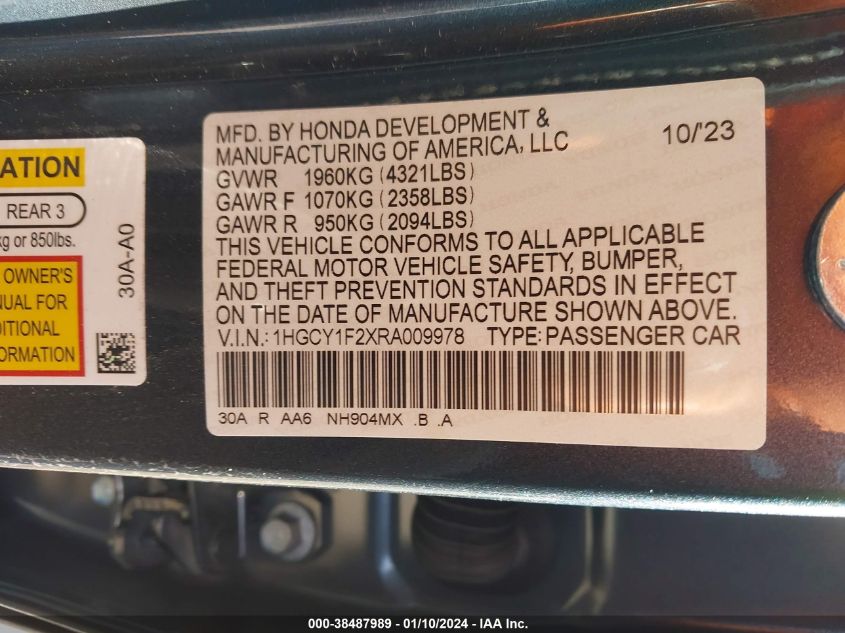 ATION
REAR 3
kg or 850lbs.
OWNER'S
NUAL FOR
DITIONAL
FORMATION
30A-A0
MFD. BY HONDA DEVELOPMENT &
MANUFACTURING OF AMERICA, LLC 10/'23
GVWR 1960KG (4321LBS)
GAWR F 1070KG (2358LBS)
GAWR R 950KG (2094LBS)
THIS VEHICLE CONFORMS TO ALL APPLICABLE
FEDERAL MOTOR VEHICLE SAFETY, BUMPER,
AND THEFT PREVENTION STANDARDS IN EFFECT
ON THE DATE OF MANUFACTURE SHOWN ABOVE.
V.I.N.: 1HGCY1F2XRA009978 TYPE: PASSENGER CAR
30A R AA6 NH904MX .B .A
000-38487989 - 01/10/2024 - IAA Inc.